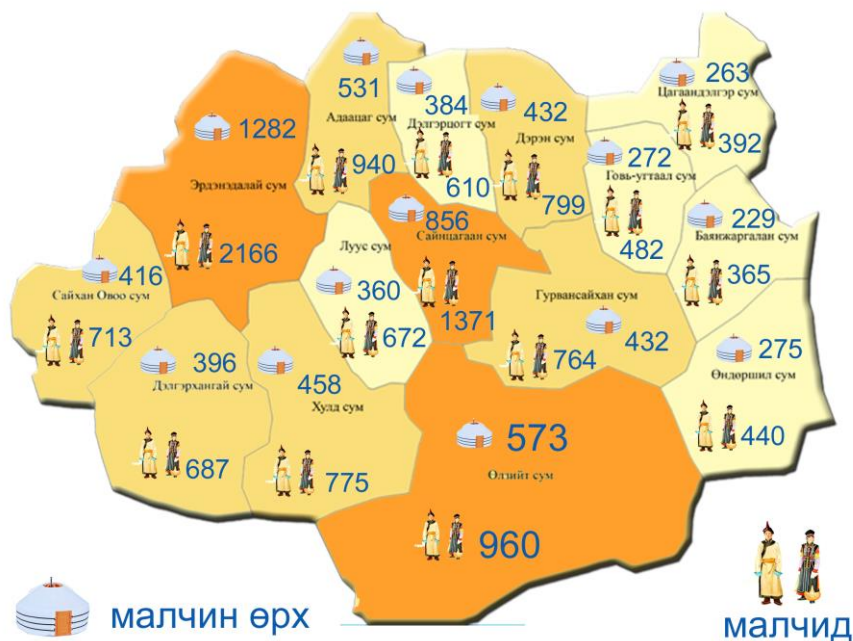 531
Адаацаг сум
940
384
Дэлгэрцогт сум
610
432
Дэрэн сум
799
263
Цагаандэлгэр сум
392
1282
Эрдэнэдалай сум
2166
272
Говь-угтаал сум
482
856
Сайнцагаан сум
1371
229
Баянжаргалан сум
365
Луус сум
360
672
416
Сайхан Овоо сум
713
Гурвансайхан сум
432
764
396
Дэлгэрхангай сум
687
458
Хулд сум
775
275
Өндөршил сум
440
573
Өлзийт сум
960
малчин өрх
малчид